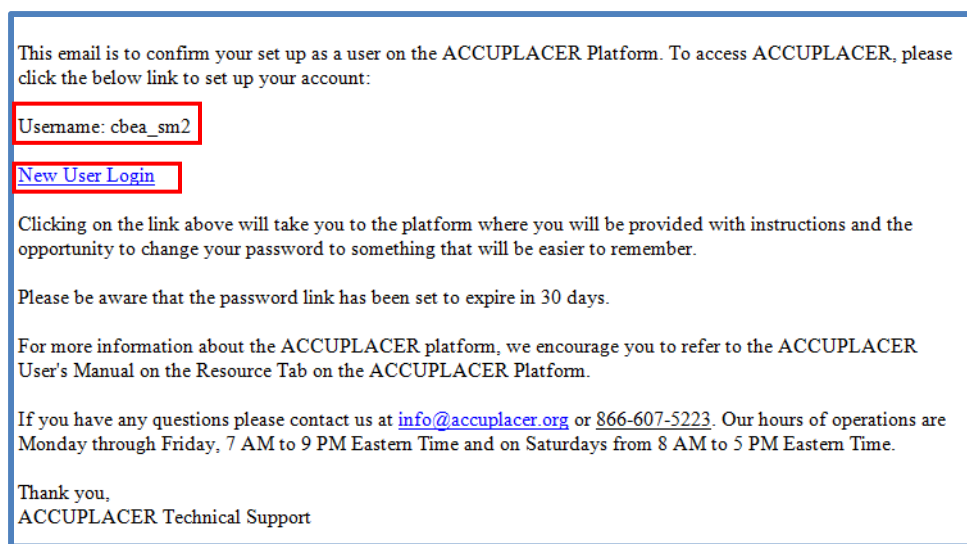 This email is to confirm your set up as a user on the ACCUPLACER Platform. To access ACCUPLACER, please
click the below link to set up your account:
Username: cbea_sm2
New User Login
Clicking on the link above will take you to the platform where you will be provided with instructions and the
opportunity to change your password to something that will be easier to remember.
Please be aware that the password link has been set to expire in 30 days.
For more information about the ACCUPLACER platform, we encourage you to refer to the ACCUPLACER
User's Manual on the Resource Tab on the ACCUPLACER Platform.
If you have any questions please contact us at info@accuplacer.org or 866-607-5223. Our hours of operations are
Monday through Friday, 7 AM to 9 PM Eastern Time and on Saturdays from 8 AM to 5 PM Eastern Time.
Thank you,
ACCUPLACER Technical Support